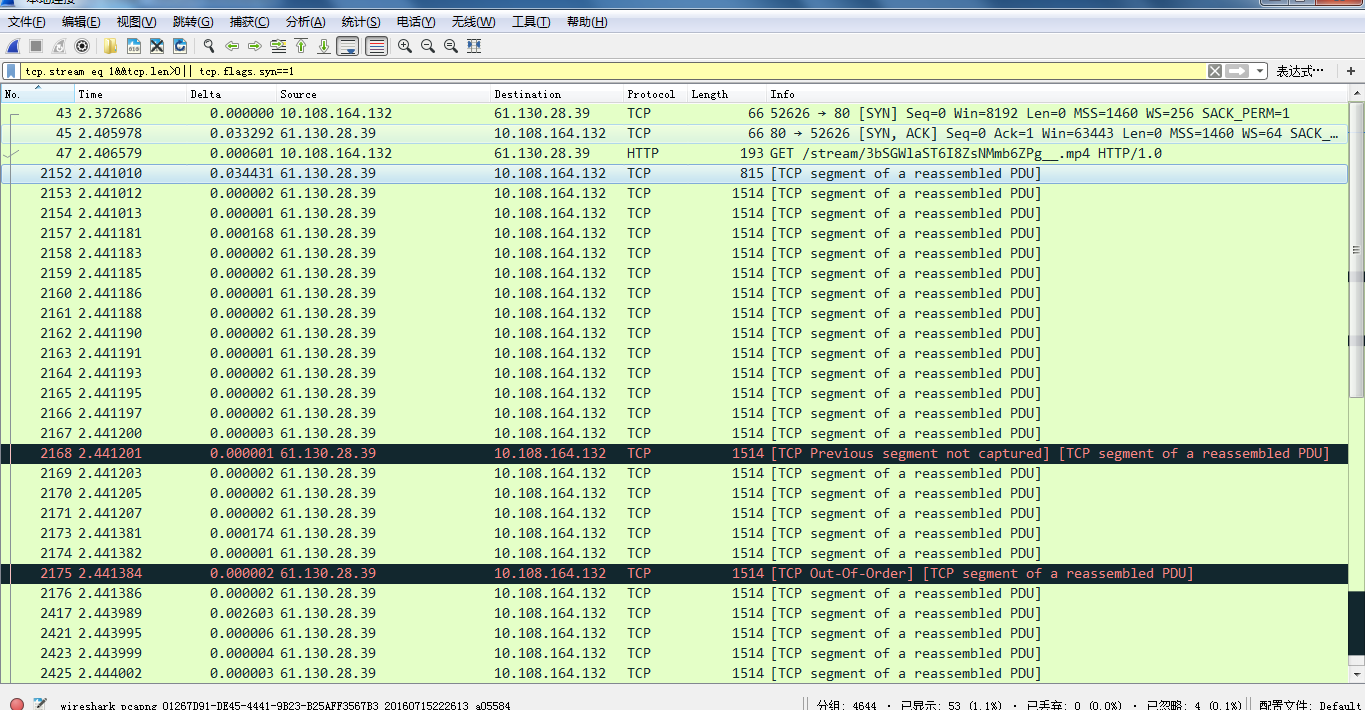 本地连接
文件(F) 编辑(E) 视图(V) 跳转(G) 捕获(C) 分析(A) 统计(S) 电话(Y) 无线(W) 工具(T) 帮助(H)
tcp.stream eq 1&&tcp.len>0|| tcp.flags.syn==1 表达式… +
No. Time Delta Source Destination Protocol Length Info
43 2.372686 0.000000 10.108.164.132 61.130.28.39 TCP 66 52626 → 80 [SYN] Seq=0 Win=8192 Len=0 MSS=1460 WS=256 SACK_PERM=1
45 2.405978 0.033292 61.130.28.39 10.108.164.132 TCP 66 80 → 52626 [SYN, ACK] Seq=0 Ack=1 Win=63443 Len=0 MSS=1460 WS=64 SACK_…
47 2.406579 0.000601 10.108.164.132 61.130.28.39 HTTP 193 GET /stream/3bSGWlaST6I8ZsNMmb6ZPg__.mp4 HTTP/1.0
2152 2.441010 0.034431 61.130.28.39 10.108.164.132 TCP 815 [TCP segment of a reassembled PDU]
2153 2.441012 0.000002 61.130.28.39 10.108.164.132 TCP 1514 [TCP segment of a reassembled PDU]
2154 2.441013 0.000001 61.130.28.39 10.108.164.132 TCP 1514 [TCP segment of a reassembled PDU]
2157 2.441181 0.000168 61.130.28.39 10.108.164.132 TCP 1514 [TCP segment of a reassembled PDU]
2158 2.441183 0.000002 61.130.28.39 10.108.164.132 TCP 1514 [TCP segment of a reassembled PDU]
2159 2.441185 0.000002 61.130.28.39 10.108.164.132 TCP 1514 [TCP segment of a reassembled PDU]
2160 2.441186 0.000001 61.130.28.39 10.108.164.132 TCP 1514 [TCP segment of a reassembled PDU]
2161 2.441188 0.000002 61.130.28.39 10.108.164.132 TCP 1514 [TCP segment of a reassembled PDU]
2162 2.441190 0.000002 61.130.28.39 10.108.164.132 TCP 1514 [TCP segment of a reassembled PDU]
2163 2.441191 0.000001 61.130.28.39 10.108.164.132 TCP 1514 [TCP segment of a reassembled PDU]
2164 2.441193 0.000002 61.130.28.39 10.108.164.132 TCP 1514 [TCP segment of a reassembled PDU]
2165 2.441195 0.000002 61.130.28.39 10.108.164.132 TCP 1514 [TCP segment of a reassembled PDU]
2166 2.441197 0.000002 61.130.28.39 10.108.164.132 TCP 1514 [TCP segment of a reassembled PDU]
2167 2.441200 0.000003 61.130.28.39 10.108.164.132 TCP 1514 [TCP segment of a reassembled PDU]
2168 2.441201 0.000001 61.130.28.39 10.108.164.132 TCP 1514 [TCP Previous segment not captured] [TCP segment of a reassembled PDU]
2169 2.441203 0.000002 61.130.28.39 10.108.164.132 TCP 1514 [TCP segment of a reassembled PDU]
2170 2.441205 0.000002 61.130.28.39 10.108.164.132 TCP 1514 [TCP segment of a reassembled PDU]
2171 2.441207 0.000002 61.130.28.39 10.108.164.132 TCP 1514 [TCP segment of a reassembled PDU]
2173 2.441381 0.000174 61.130.28.39 10.108.164.132 TCP 1514 [TCP segment of a reassembled PDU]
2174 2.441382 0.000001 61.130.28.39 10.108.164.132 TCP 1514 [TCP segment of a reassembled PDU]
2175 2.441384 0.000002 61.130.28.39 10.108.164.132 TCP 1514 [TCP Out-Of-Order] [TCP segment of a reassembled PDU]
2176 2.441386 0.000002 61.130.28.39 10.108.164.132 TCP 1514 [TCP segment of a reassembled PDU]
2417 2.443989 0.002603 61.130.28.39 10.108.164.132 TCP 1514 [TCP segment of a reassembled PDU]
2421 2.443995 0.000006 61.130.28.39 10.108.164.132 TCP 1514 [TCP segment of a reassembled PDU]
2423 2.443999 0.000004 61.130.28.39 10.108.164.132 TCP 1514 [TCP segment of a reassembled PDU]
2425 2.444002 0.000003 61.130.28.39 10.108.164.132 TCP 1514 [TCP segment of a reassembled PDU]
wireshark_pcapng_01267D91-DE45-4441-9B23-B25AFF3567B3_20160715222613_a05584 分组: 4644 · 已显示: 53 (1.1%) · 已丢弃: 0 (0.0%) · 已忽略: 4 (0.1%) 配置文件: Default